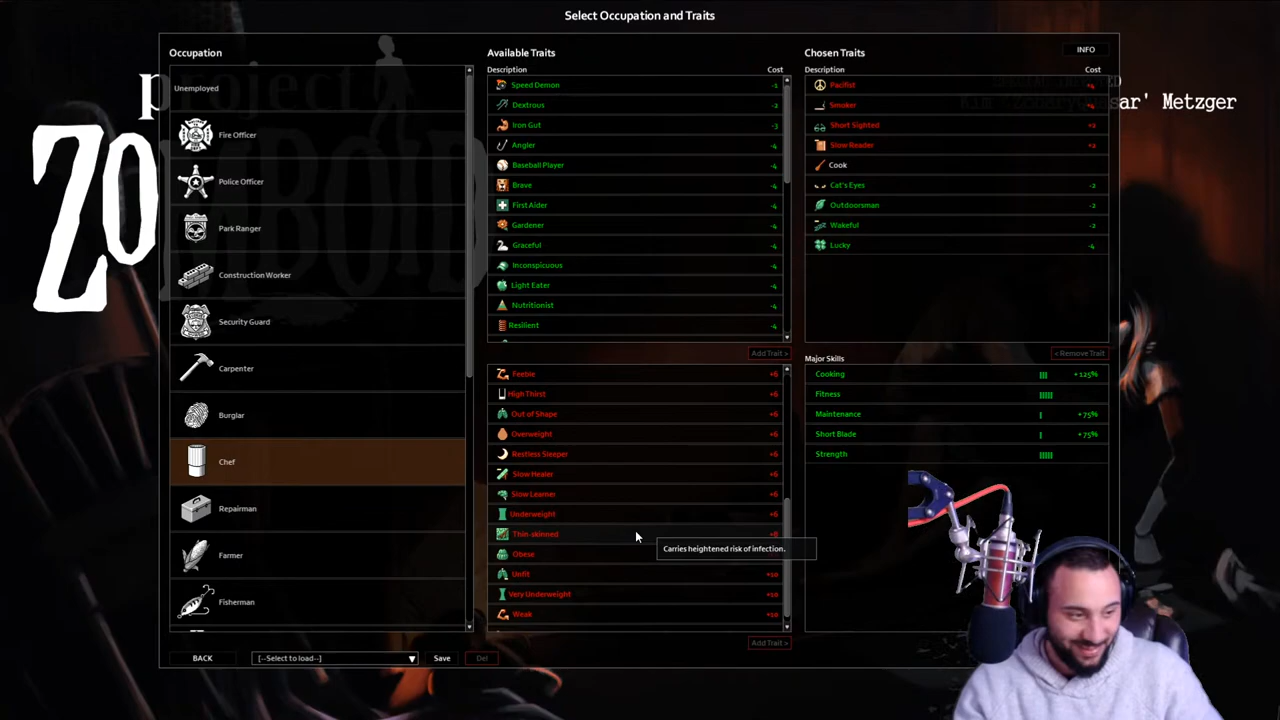 Select Occupation and Traits
Occupation
Unemployed
Fire Officer
Police Officer
Park Ranger
Construction Worker
Security Guard
Carpenter
Burglar
Chef
Repairman
Farmer
Fisherman
BACK
[--Select to load--]
Save
Del
Available Traits
Description Cost
Speed Demon -1
Dextrous -2
Iron Gut -3
Angler -4
Baseball Player -4
Brave -4
First Aider -4
Gardener -4
Graceful -4
Inconspicuous -4
Light Eater -4
Nutritionist -4
Resilient -4
Add Trait >
Feeble +6
High Thirst +6
Out of Shape +6
Overweight +6
Restless Sleeper +6
Slow Healer +6
Slow Learner +6
Underweight +6
Thin-skinned +8
Carries heightened risk of infection.
Obese
Unfit +10
Very Underweight +10
Weak +10
Add Trait >
Chosen Traits
INFO
Description Cost
Pacifist +4
Smoker +4
Short Sighted +2
Slow Reader +2
Cook
Cat's Eyes -2
Outdoorsman -2
Wakeful -2
Lucky -4
< Remove Trait
Major Skills
Cooking +125%
Fitness
Maintenance +75%
Short Blade +75%
Strength
project
ZOMBOID
sar' Metzger